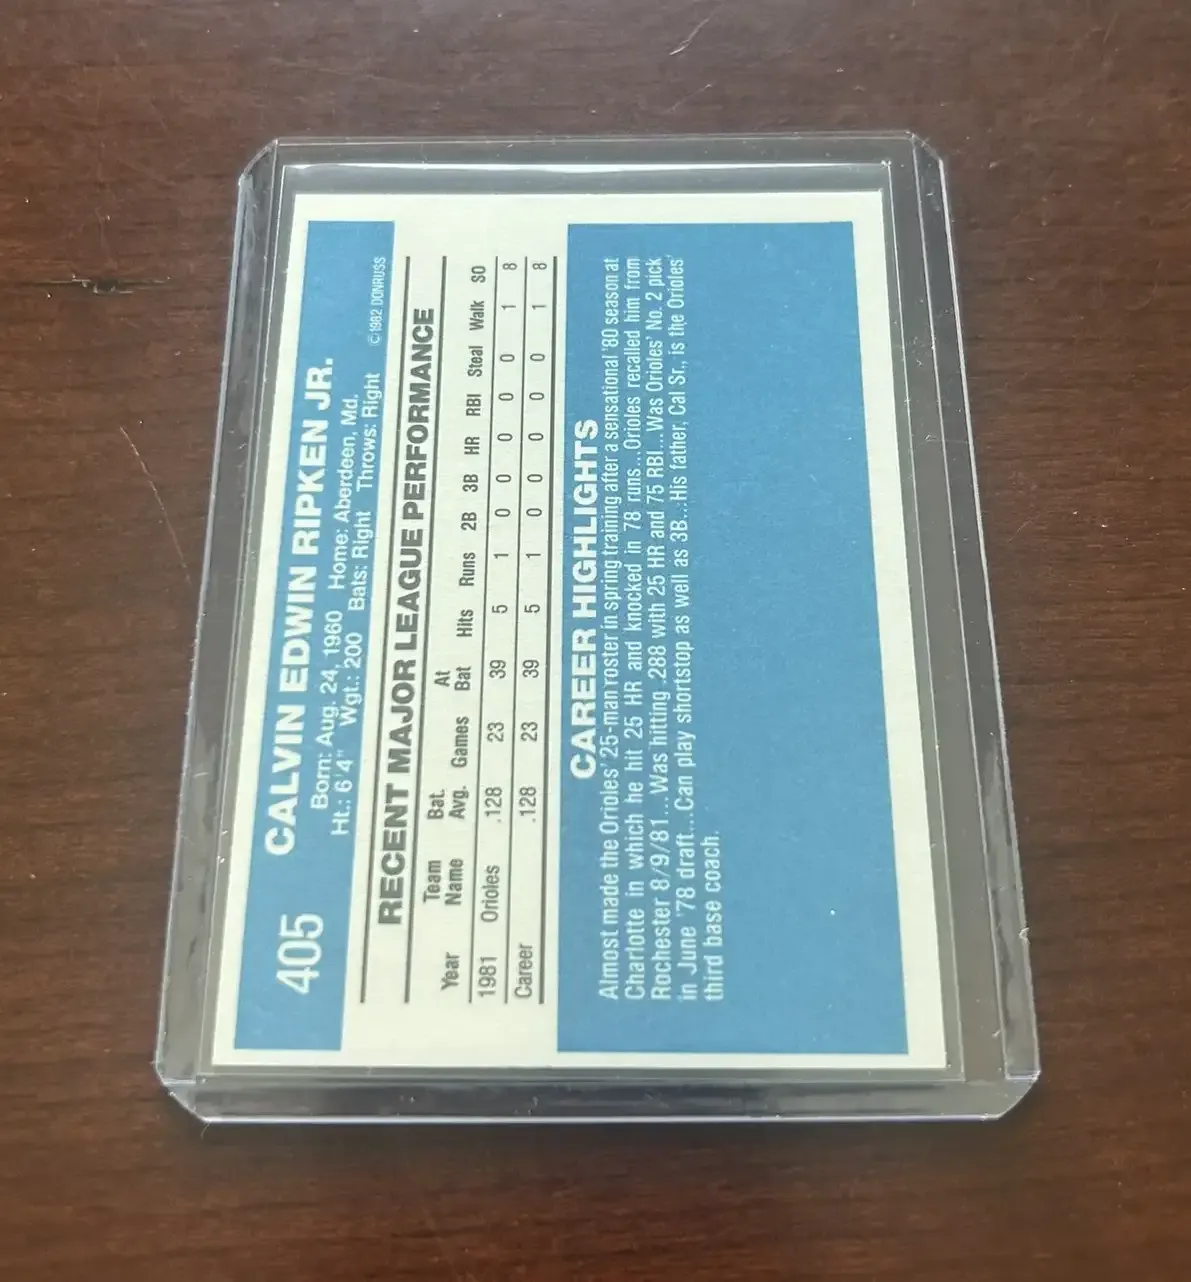 405 CALVIN EDWIN RIPKEN JR.
Born: Aug. 24, 1960 Home: Aberdeen, Md.
Ht.: 6'4" Wgt.: 200 Bats: Right Throws: Right © 1982 DONRUSS
RECENT MAJOR LEAGUE PERFORMANCE
Year Team Name Bat. Avg. Games At Bat Hits Runs 2B 3B HR RBI Steal Walk SO
1981 Orioles .128 23 39 5 1 0 0 0 0 0 1 8
Career .128 23 39 5 1 0 0 0 0 0 1 8
CAREER HIGHLIGHTS
Almost made the Orioles' 25-man roster in spring training after a sensational '80 season at
Charlotte in which he hit 25 HR and knocked in 78 runs...Orioles recalled him from
Rochester 8/9/81...Was hitting .288 with 25 HR and 75 RBI...Was Orioles' No. 2 pick
in June '78 draft...Can play shortstop as well as 3B...His father, Cal Sr., is the Orioles'
third base coach.